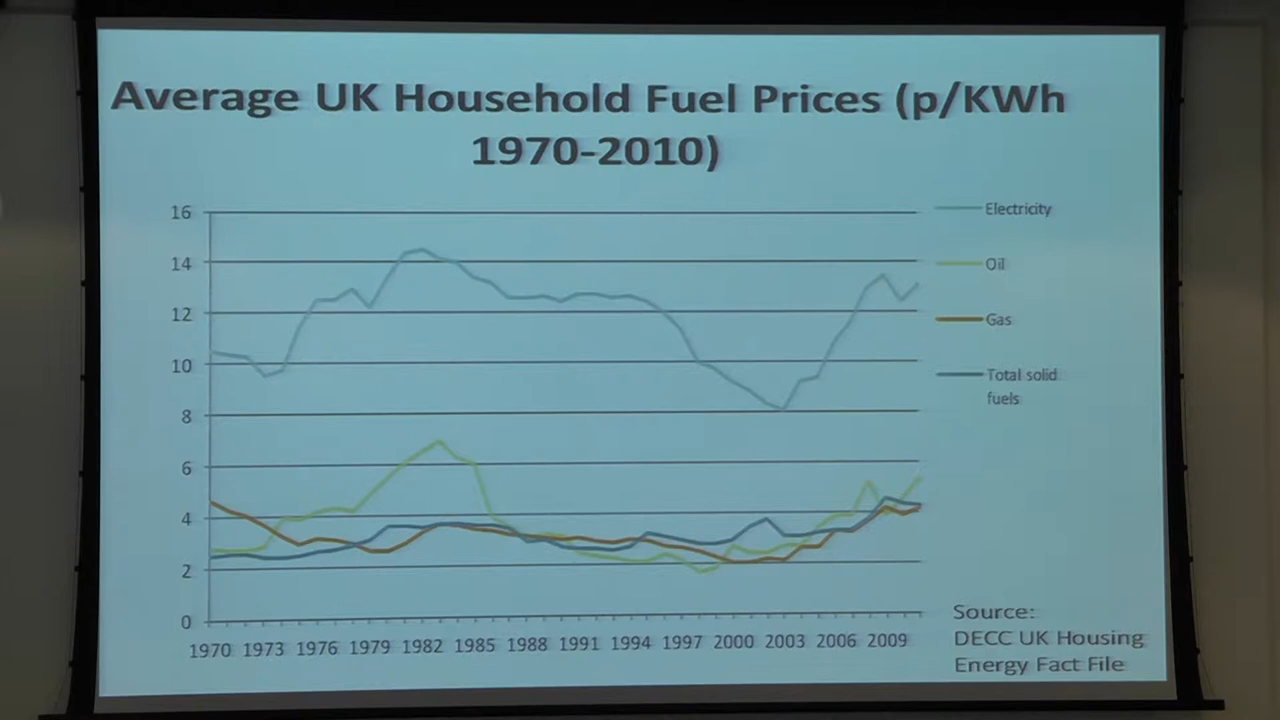 Average UK Household Fuel Prices (p/KWh
1970-2010)
16
14
12
10
8
6
4
2
0
1970 1973 1976 1979 1982 1985 1988 1991 1994 1997 2000 2003 2006 2009
Electricity
Oil
Gas
Total solid
fuels
Source:
DECC UK Housing
Energy Fact File